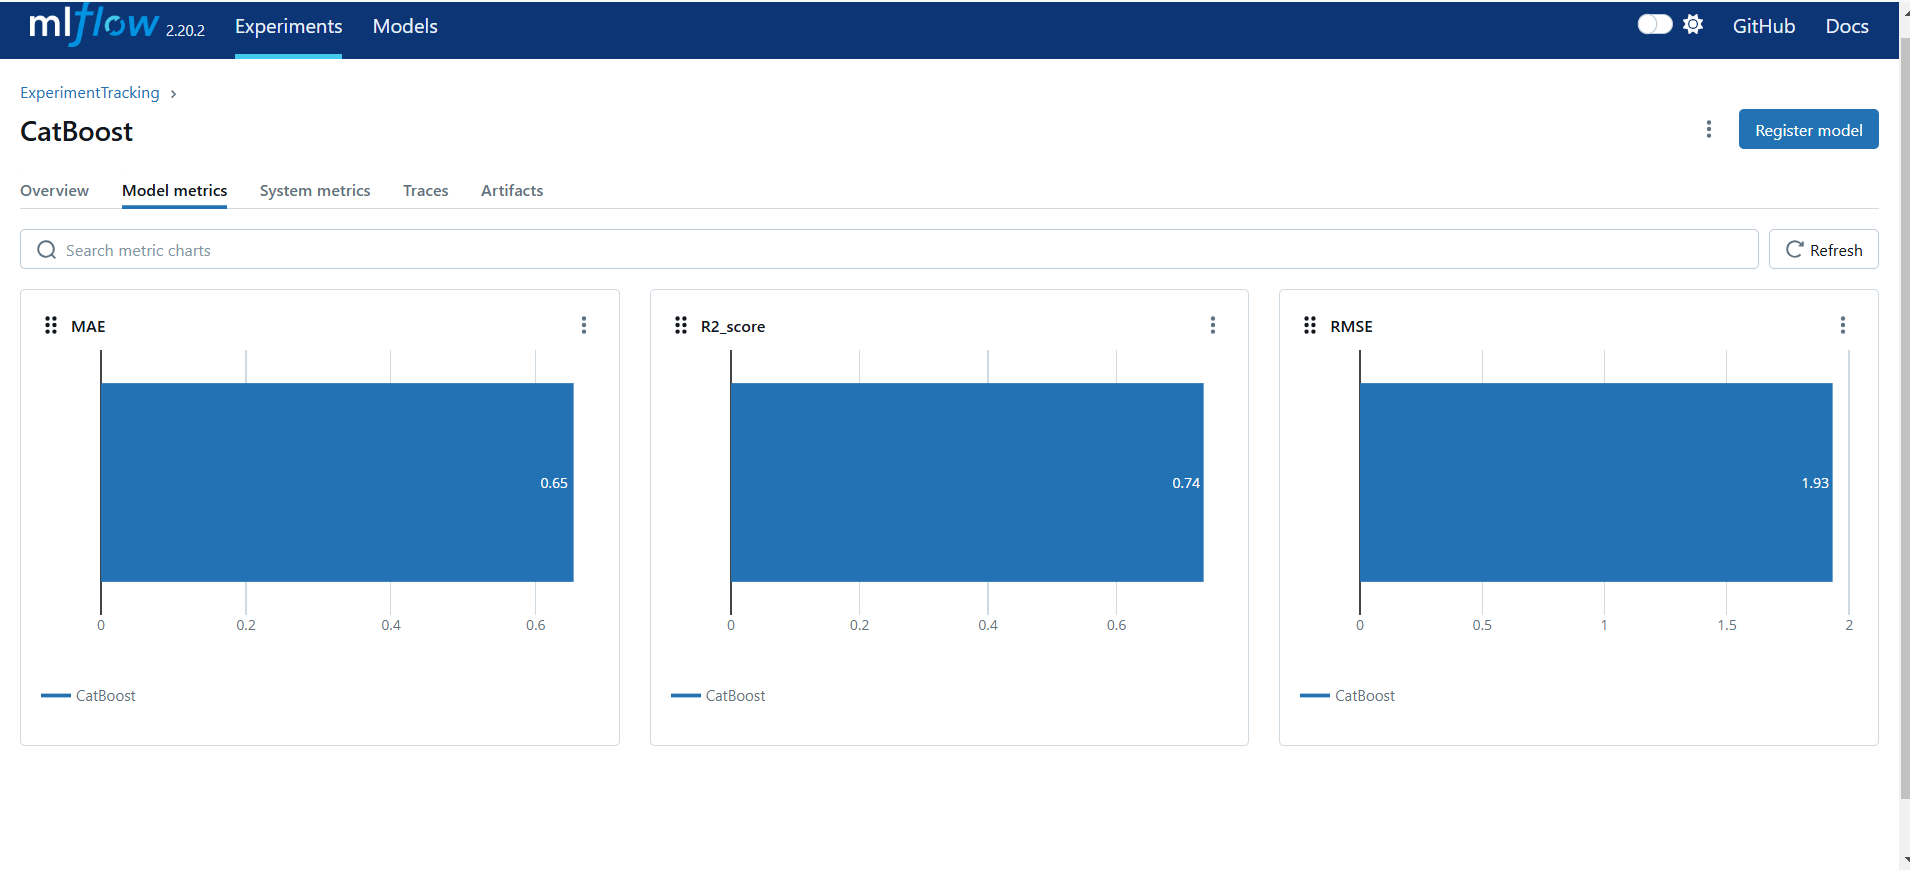 mlflow 2.20.2 Experiments Models GitHub Docs
ExperimentTracking
CatBoost
Register model
Overview Model metrics System metrics Traces Artifacts
Search metric charts Refresh
MAE
0.65
0 0.2 0.4 0.6
CatBoost
R2_score
0.74
0 0.2 0.4 0.6
CatBoost
RMSE
1.93
0 0.5 1 1.5 2
CatBoost